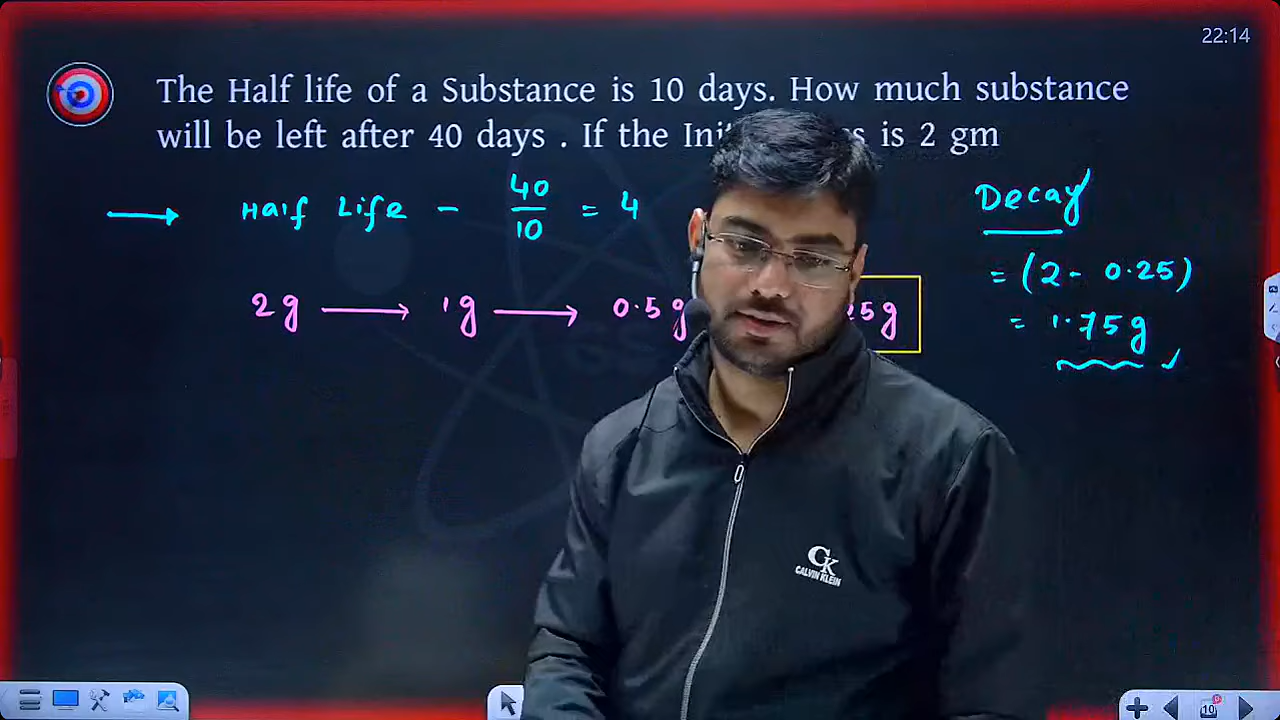 22:14
The Half life of a Substance is 10 days. How much substance
will be left after 40 days . If the is 2 gm
Half Life - 40/10 = 4
2g → 1g → 0.5g
Decay
= (2 - 0.25)
= 1.75g ✓
CK
CALVIN KLEIN
10